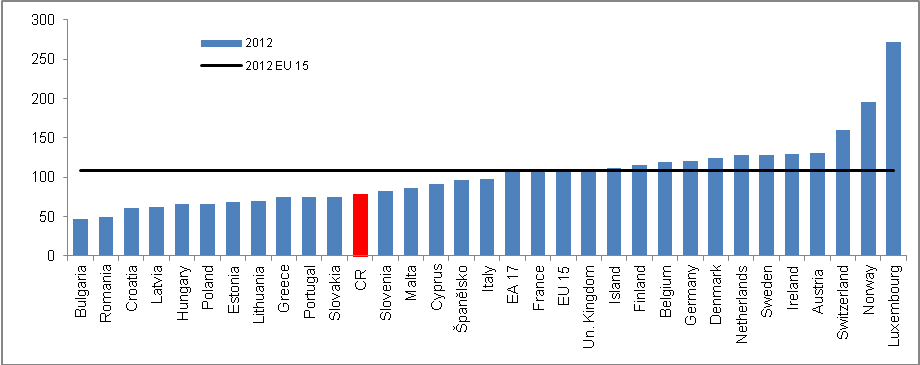 300
250
200
150
100
50
0
2012
2012 EU 15
Bulgaria
Romania
Croatia
Latvia
Hungary
Poland
Estonia
Lithuania
Greece
Portugal
Slovakia
CR
Slovenia
Malta
Cyprus
Španělsko
Italy
EA 17
France
EU 15
Un. Kingdom
Island
Finland
Belgium
Germany
Denmark
Netherlands
Sweden
Ireland
Austria
Switzerland
Norway
Luxembourg